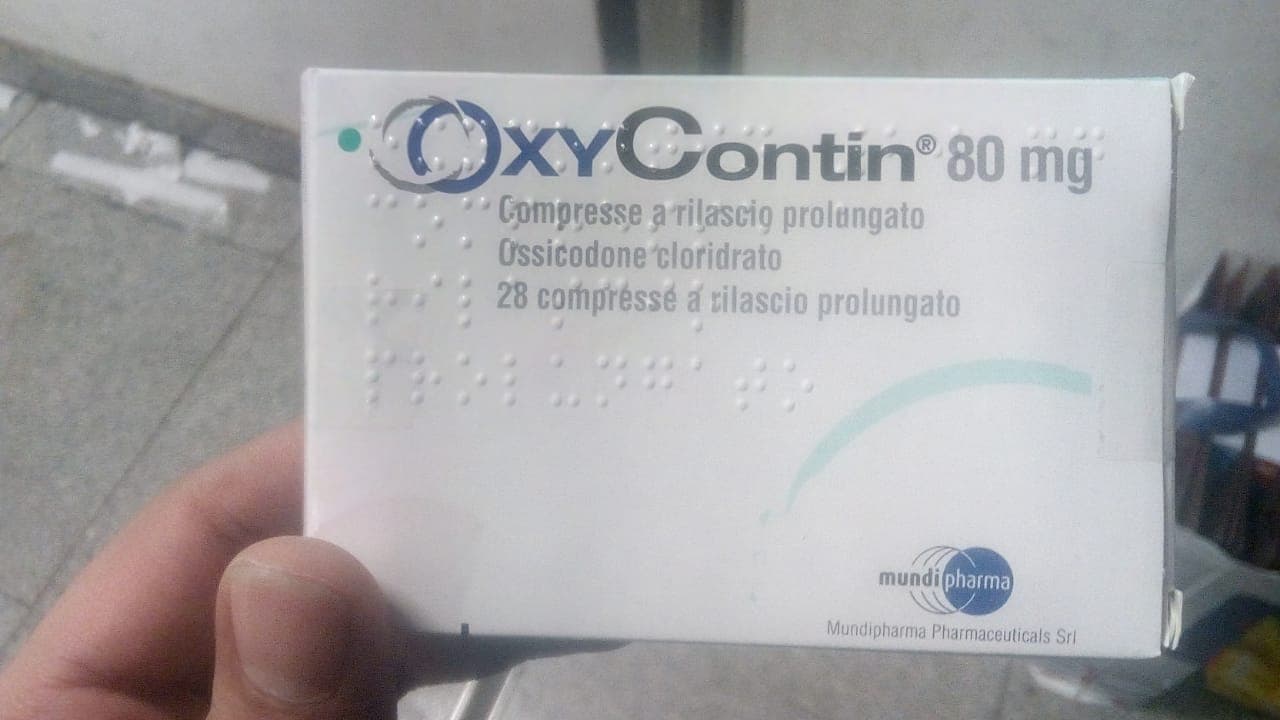 OxyContin® 80 mg
Compresse a rilascio prolungato
Ossicodone cloridrato
28 compresse a rilascio prolungato
mundipharma
Mundipharma Pharmaceuticals Srl